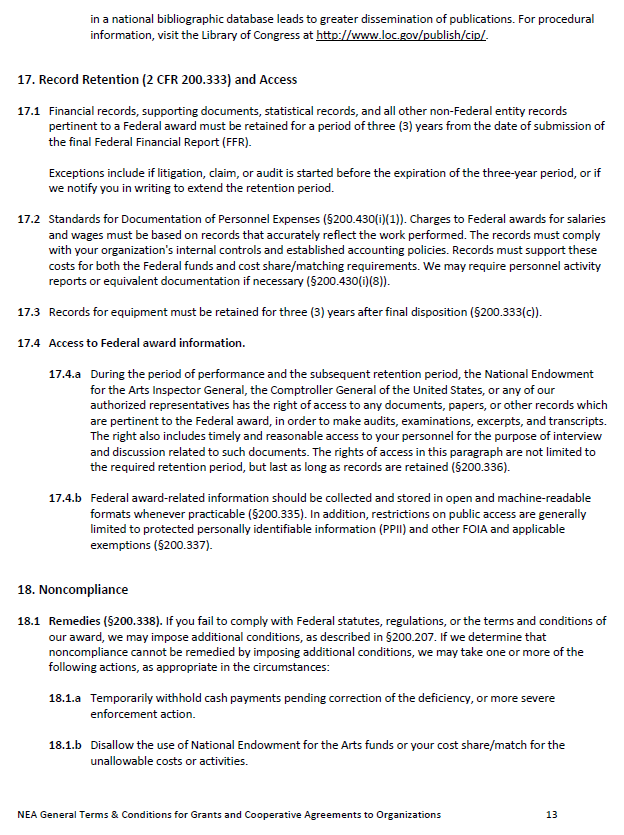 in a national bibliographic database leads to greater dissemination of publications. For procedural
information, visit the Library of Congress at http://www.loc.gov/publish/cip/.
17. Record Retention (2 CFR 200.333) and Access
17.1 Financial records, supporting documents, statistical records, and all other non-Federal entity records
pertinent to a Federal award must be retained for a period of three (3) years from the date of submission of
the final Federal Financial Report (FFR).
Exceptions include if litigation, claim, or audit is started before the expiration of the three-year period, or if
we notify you in writing to extend the retention period.
17.2 Standards for Documentation of Personnel Expenses (§200.430(i)(1)). Charges to Federal awards for salaries
and wages must be based on records that accurately reflect the work performed. The records must comply
with your organization's internal controls and established accounting policies. Records must support these
costs for both the Federal funds and cost share/matching requirements. We may require personnel activity
reports or equivalent documentation if necessary (§200.430(i)(8)).
17.3 Records for equipment must be retained for three (3) years after final disposition (§200.333(c)).
17.4 Access to Federal award information.
17.4.a During the period of performance and the subsequent retention period, the National Endowment
for the Arts Inspector General, the Comptroller General of the United States, or any of our
authorized representatives has the right of access to any documents, papers, or other records which
are pertinent to the Federal award, in order to make audits, examinations, excerpts, and transcripts.
The right also includes timely and reasonable access to your personnel for the purpose of interview
and discussion related to such documents. The rights of access in this paragraph are not limited to
the required retention period, but last as long as records are retained (§200.336).
17.4.b Federal award-related information should be collected and stored in open and machine-readable
formats whenever practicable (§200.335). In addition, restrictions on public access are generally
limited to protected personally identifiable information (PPII) and other FOIA and applicable
exemptions (§200.337).
18. Noncompliance
18.1 Remedies (§200.338). If you fail to comply with Federal statutes, regulations, or the terms and conditions of
our award, we may impose additional conditions, as described in §200.207. If we determine that
noncompliance cannot be remedied by imposing additional conditions, we may take one or more of the
following actions, as appropriate in the circumstances:
18.1.a Temporarily withhold cash payments pending correction of the deficiency, or more severe
enforcement action.
18.1.b Disallow the use of National Endowment for the Arts funds or your cost share/match for the
unallowable costs or activities.
NEA General Terms & Conditions for Grants and Cooperative Agreements to Organizations 13